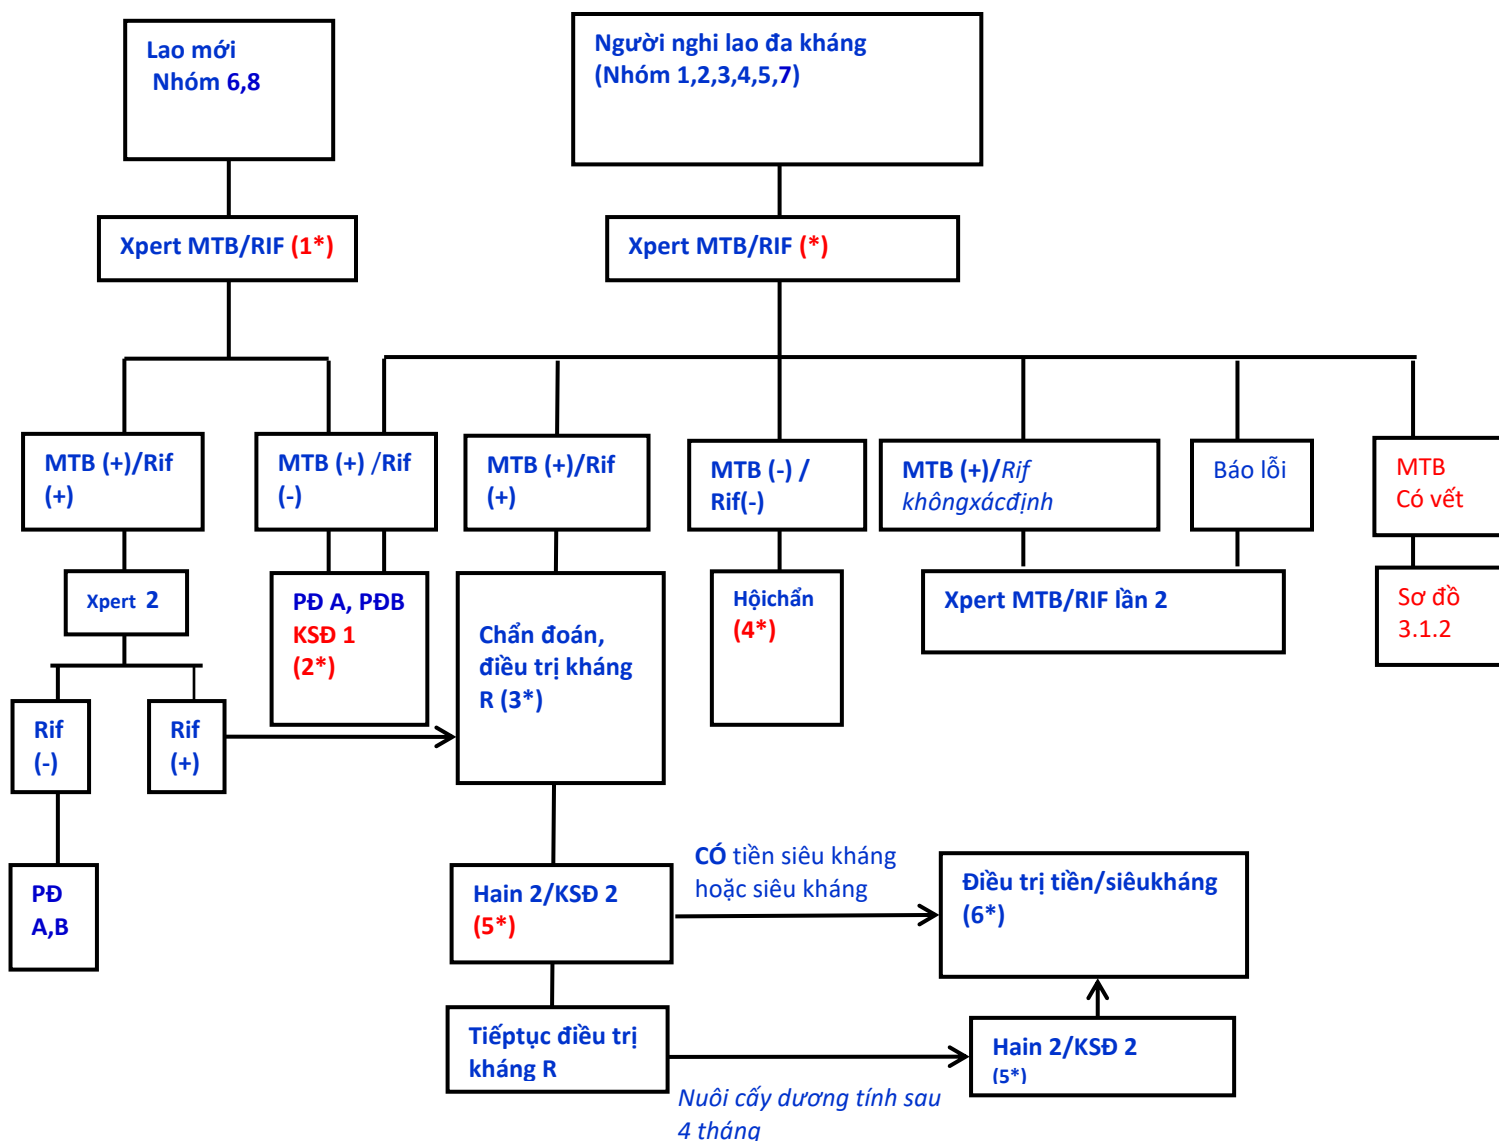 Lao mới
Nhóm 6,8
Người nghi lao đa kháng
(Nhóm 1,2,3,4,5,7)
Xpert MTB/RIF (1*)
Xpert MTB/RIF (*)
MTB (+)/Rif
(+)
MTB (+) /Rif
(-)
MTB (+)/Rif
(+)
MTB (-) /
Rif(-)
MTB (+)/Rif
khôngxácđịnh
Báo lỗi
MTB
Có vết
Xpert 2
PĐ A, PĐB
KSĐ 1
(2*)
Chẩn đoán,
điều trị kháng
R (3*)
Hộichẩn
(4*)
Xpert MTB/RIF lần 2
Sơ đồ
3.1.2
Rif
(-)
Rif
(+)
PĐ
A,B
Hain 2/KSĐ 2
(5*)
CÓ tiền siêu kháng
hoặc siêu kháng
Điều trị tiền/siêukháng
(6*)
Tiếptục điều trị
kháng R
Nuôi cấy dương tính sau
4 tháng
Hain 2/KSĐ 2
(5*)